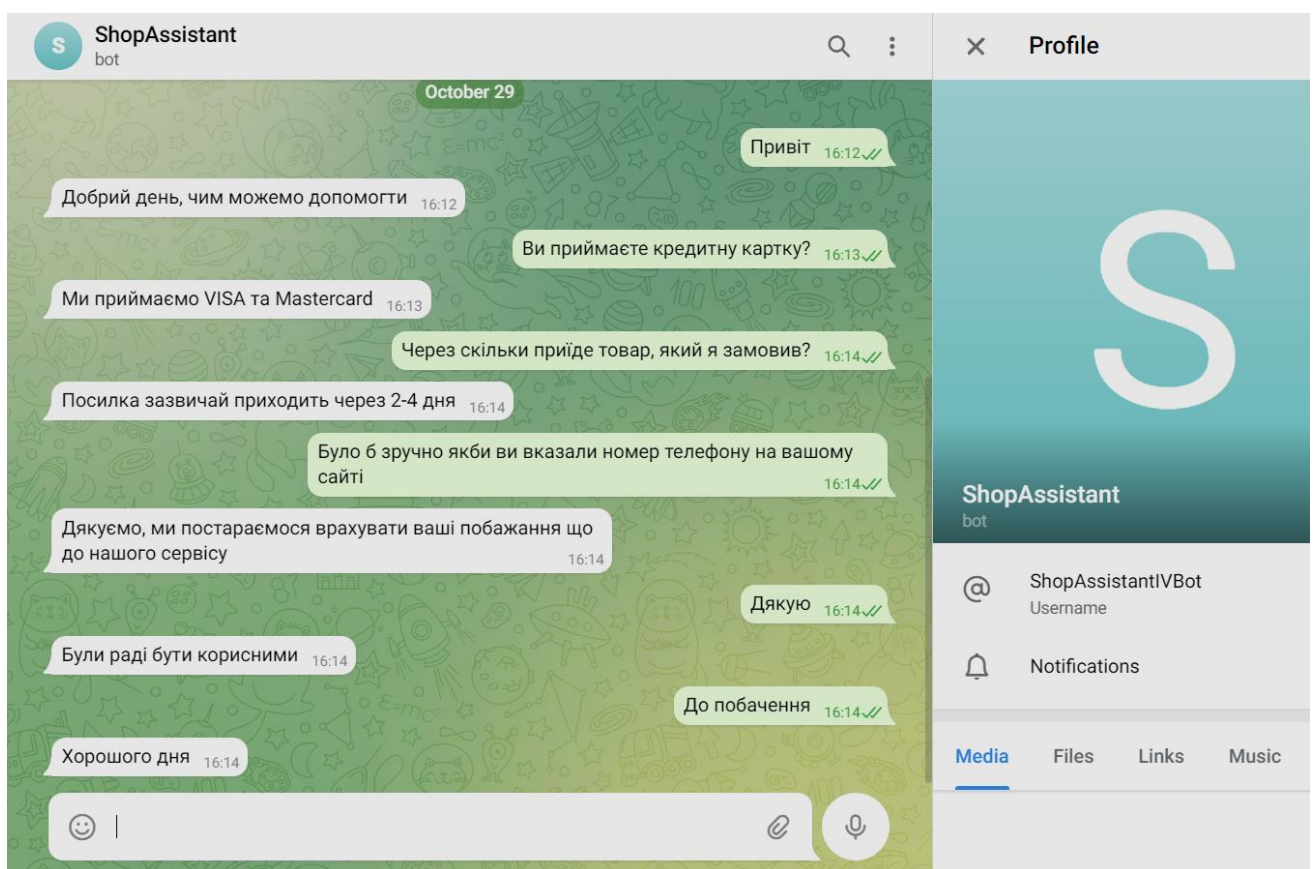 S
ShopAssistant
bot
October 29
Привіт 16:12
Добрий день, чим можемо допомогти 16:12
Ви приймаєте кредитну картку? 16:13
Ми приймаємо VISA та Mastercard 16:13
Через скільки приїде товар, який я замовив? 16:14
Посилка зазвичай приходить через 2-4 дня 16:14
Було б зручно якби ви вказали номер телефону на вашому
сайті 16:14
Дякуємо, ми постараємося врахувати ваші побажання що
до нашого сервісу 16:14
Дякую 16:14
Були раді бути корисними 16:14
До побачення 16:14
Хорошого дня 16:14
Profile
S
ShopAssistant
bot
@ ShopAssistantIVBot
Username
Notifications
Media Files Links Music